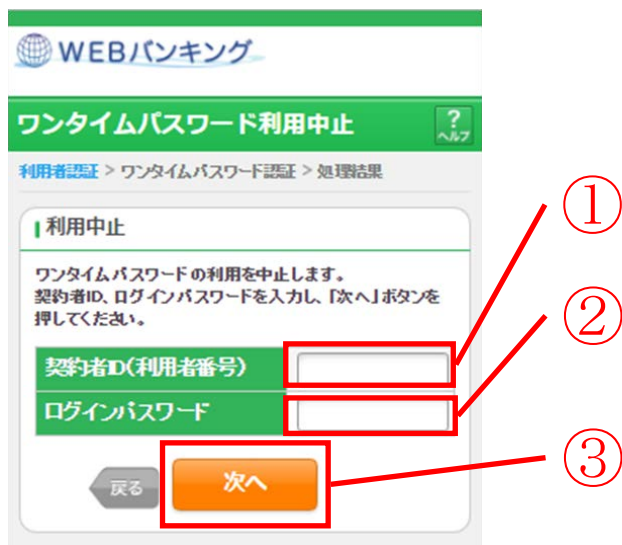 WEBバンキング
ワンタイムパスワード利用中止
?
ヘルプ
利用者認証 > ワンタイムパスワード認証 > 処理結果
利用中止
ワンタイムパスワードの利用を中止します。
契約者ID、ログインパスワードを入力し、「次へ」ボタンを
押してください。
契約者ID(利用者番号)
①
ログインパスワード
②
戻る
次へ
③